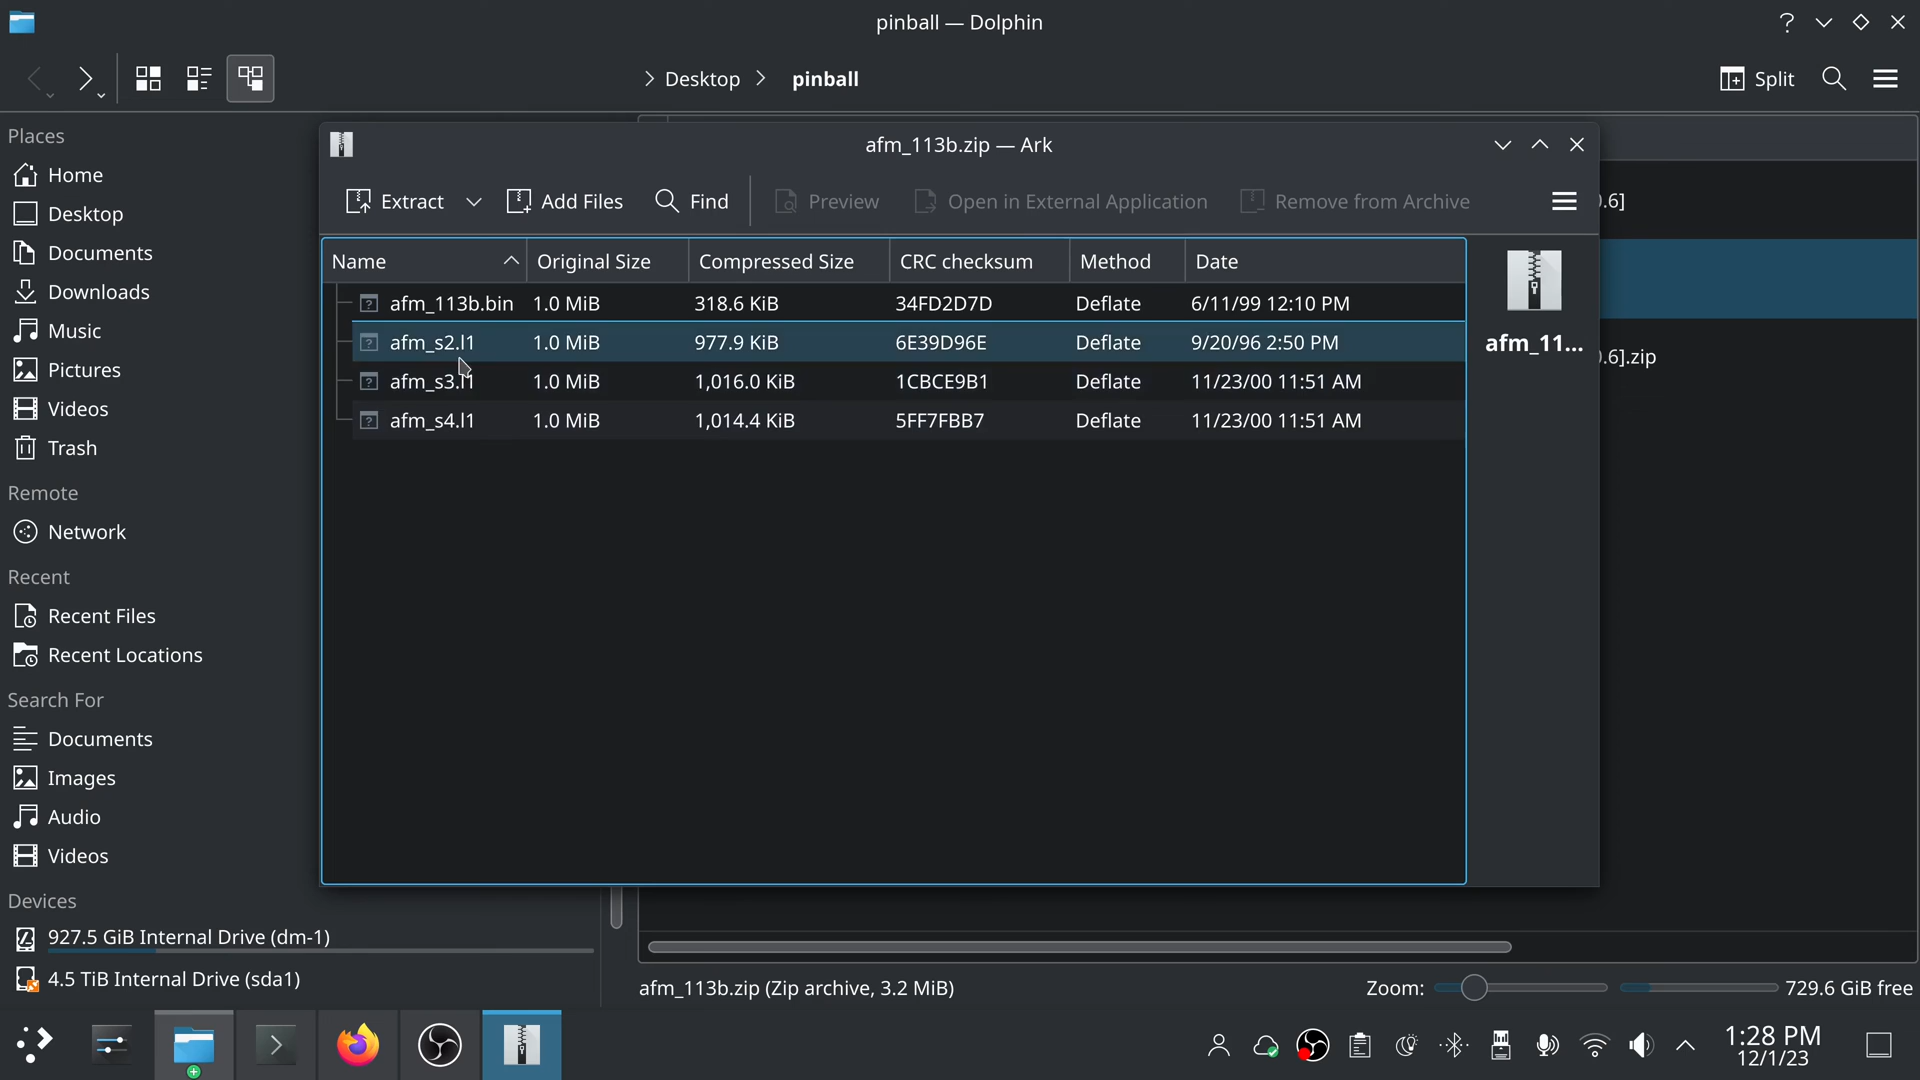 pinball — Dolphin
Desktop
pinball
Split
Places
Home
Desktop
Documents
Downloads
Music
Pictures
Videos
Trash
Remote
Network
Recent
Recent Files
Recent Locations
Search For
Documents
Images
Audio
Videos
Devices
927.5 GiB Internal Drive (dm-1)
4.5 TiB Internal Drive (sda1)
afm_113b.zip — Ark
Extract Add Files Find Preview Open in External Application Remove from Archive
Name Original Size Compressed Size CRC checksum Method Date
afm_113b.bin 1.0 MiB 318.6 KiB 34FD2D7D Deflate 6/11/99 12:10 PM
afm_s2.l1 1.0 MiB 977.9 KiB 6E39D96E Deflate 9/20/96 2:50 PM
afm_s3.l1 1.0 MiB 1,016.0 KiB 1CBCE9B1 Deflate 11/23/00 11:51 AM
afm_s4.l1 1.0 MiB 1,014.4 KiB 5FF7FBB7 Deflate 11/23/00 11:51 AM
afm_11...
0.6]
0.6].zip
afm_113b.zip (Zip archive, 3.2 MiB)
Zoom:
729.6 GiB free
1:28 PM
12/1/23